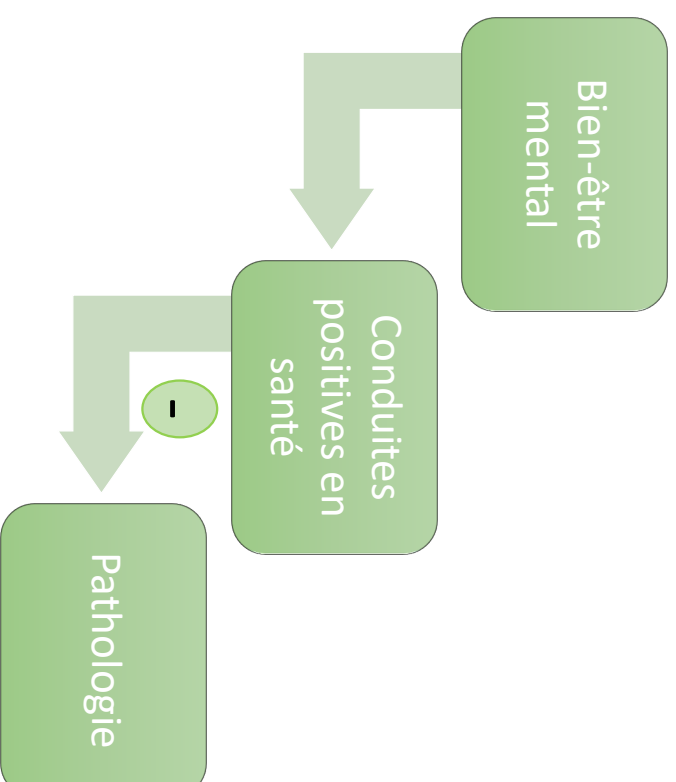 Bien-être
mental
Conduites
positives en
santé
-
Pathologie